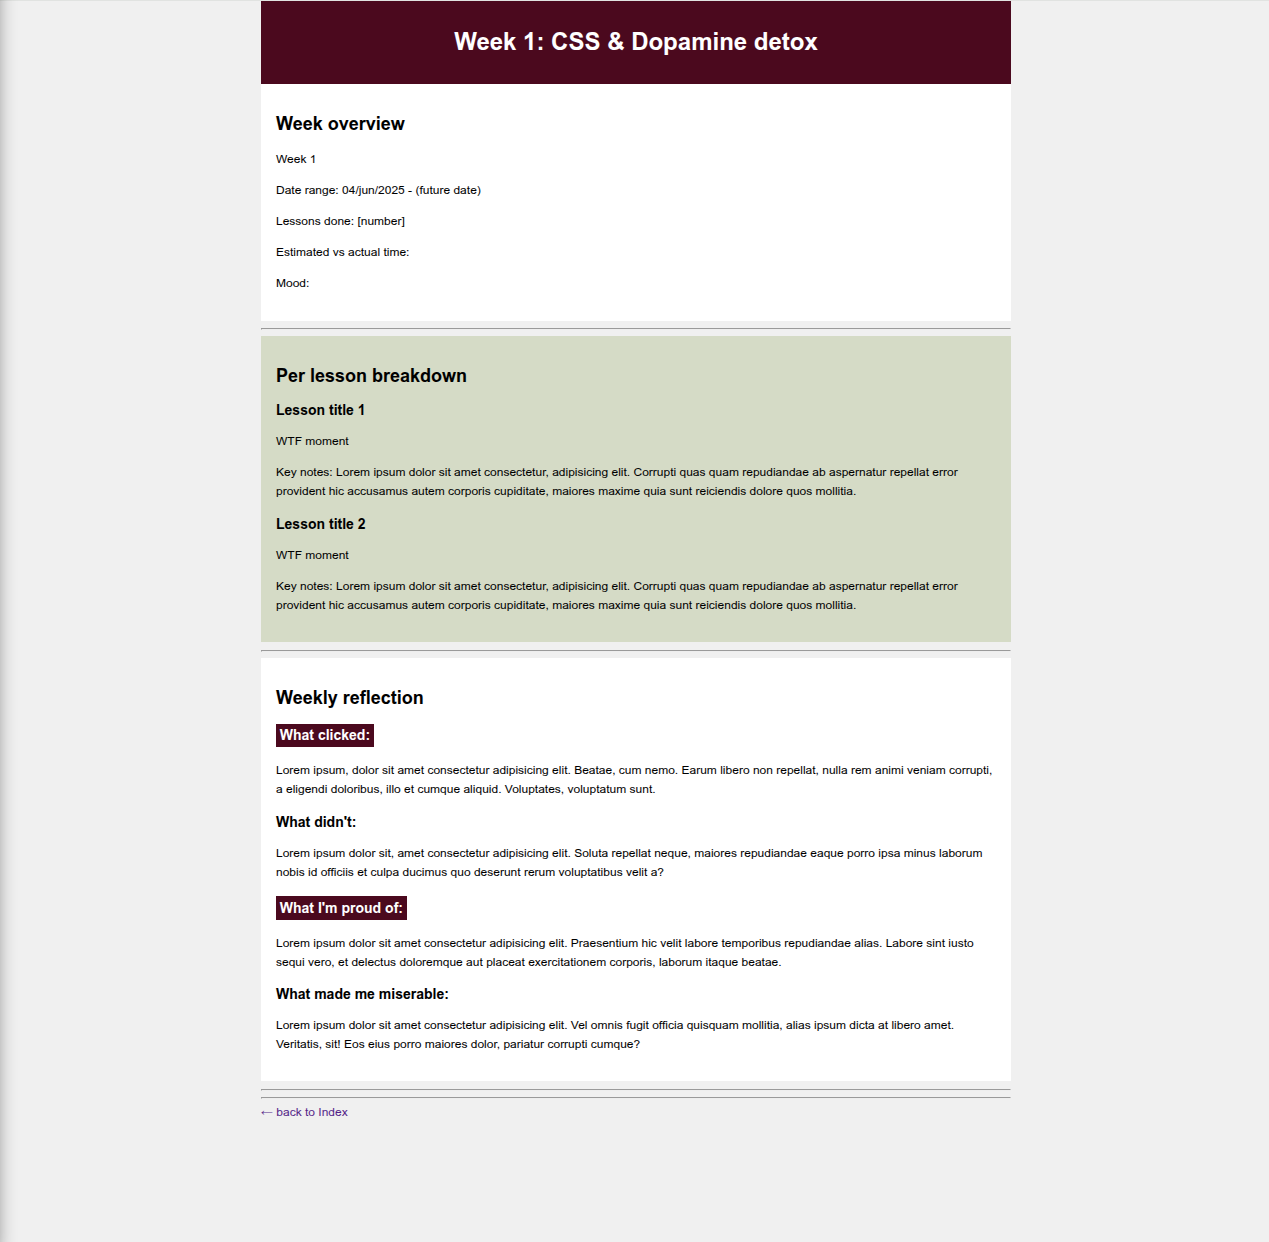 Week 1: CSS & Dopamine detox
Week overview
Week 1
Date range: 04/jun/2025 - (future date)
Lessons done: [number]
Estimated vs actual time:
Mood:
Per lesson breakdown
Lesson title 1
WTF moment
Key notes: Lorem ipsum dolor sit amet consectetur, adipisicing elit. Corrupti quas quam repudiandae ab aspernatur repellat error
provident hic accusamus autem corporis cupiditate, maiores maxime quia sunt reiciendis dolore quos mollitia.
Lesson title 2
WTF moment
Key notes: Lorem ipsum dolor sit amet consectetur, adipisicing elit. Corrupti quas quam repudiandae ab aspernatur repellat error
provident hic accusamus autem corporis cupiditate, maiores maxime quia sunt reiciendis dolore quos mollitia.
Weekly reflection
What clicked:
Lorem ipsum, dolor sit amet consectetur adipisicing elit. Beatae, cum nemo. Earum libero non repellat, nulla rem animi veniam corrupti,
a eligendi doloribus, illo et cumque aliquid. Voluptates, voluptatum sunt.
What didn't:
Lorem ipsum dolor sit, amet consectetur adipisicing elit. Soluta repellat neque, maiores repudiandae eaque porro ipsa minus laborum
nobis id officiis et culpa ducimus quo deserunt rerum voluptatibus velit a?
What I'm proud of:
Lorem ipsum dolor sit amet consectetur adipisicing elit. Praesentium hic velit labore temporibus repudiandae alias. Labore sint iusto
sequi vero, et delectus doloremque aut placeat exercitationem corporis, laborum itaque beatae.
What made me miserable:
Lorem ipsum dolor sit amet consectetur adipisicing elit. Vel omnis fugit officia quisquam mollitia, alias ipsum dicta at libero amet.
Veritatis, sit! Eos eius porro maiores dolor, pariatur corrupti cumque?
← back to Index